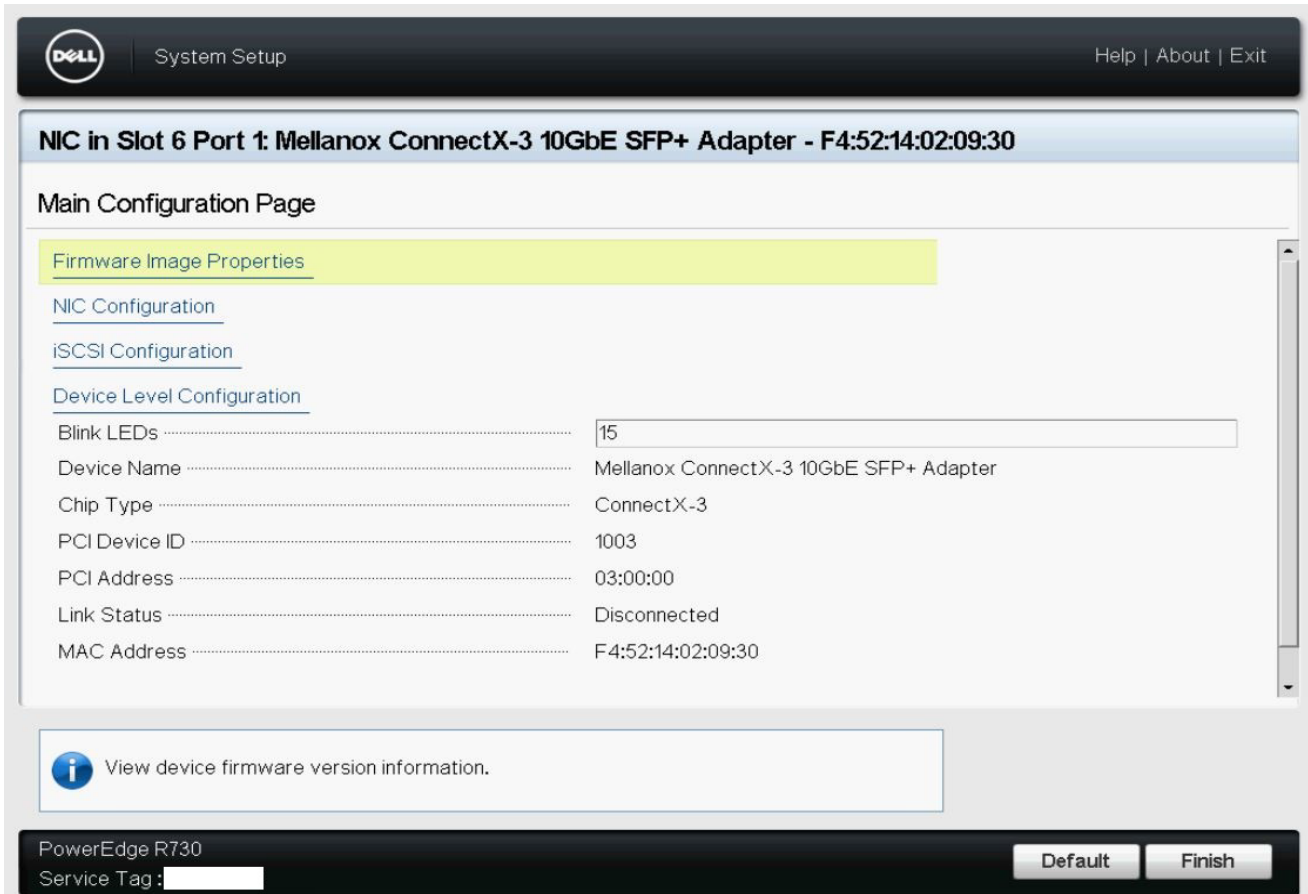 DELL
System Setup
Help | About | Exit
NIC in Slot 6 Port 1: Mellanox ConnectX-3 10GbE SFP+ Adapter - F4:52:14:02:09:30
Main Configuration Page
Firmware Image Properties
NIC Configuration
iSCSI Configuration
Device Level Configuration
Blink LEDs 15
Device Name Mellanox ConnectX-3 10GbE SFP+ Adapter
Chip Type ConnectX-3
PCI Device ID 1003
PCI Address 03:00:00
Link Status Disconnected
MAC Address F4:52:14:02:09:30
View device firmware version information.
PowerEdge R730
Service Tag :
Default Finish